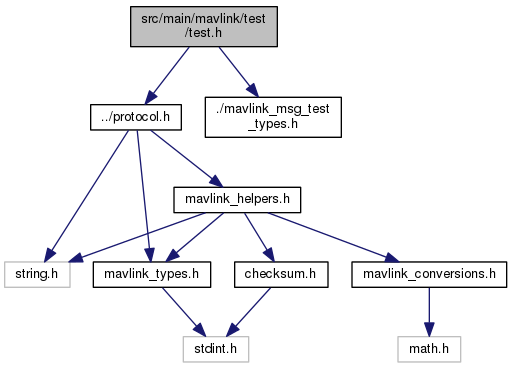 src/main/mavlink/test
/test.h
../protocol.h
./mavlink_msg_test
_types.h
mavlink_helpers.h
string.h
mavlink_types.h
checksum.h
mavlink_conversions.h
stdint.h
math.h